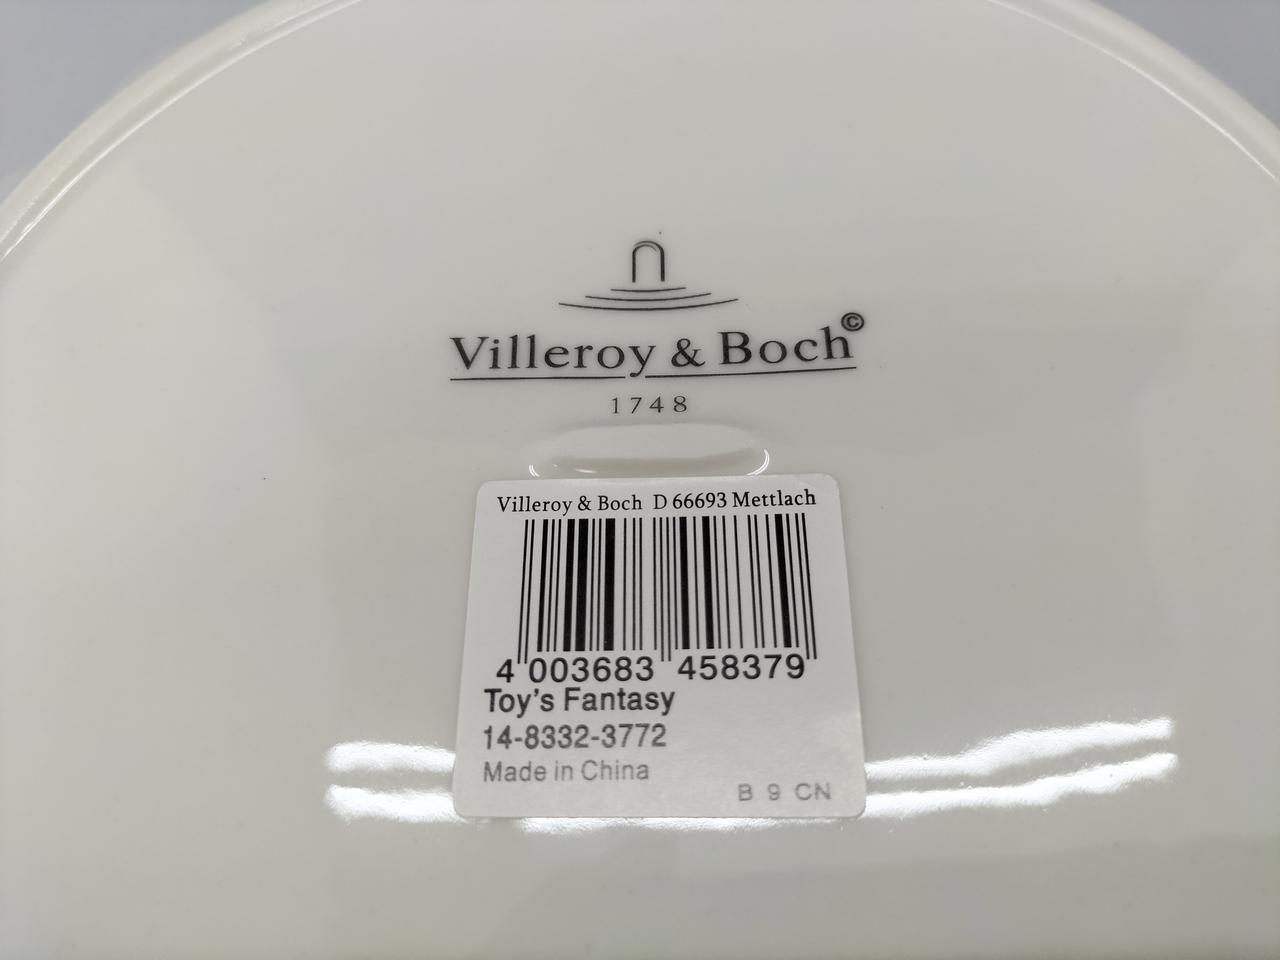 Villeroy & Boch©
1748
Villeroy & Boch D 66693 Mettlach
4 003683 458379
Toy's Fantasy
14-8332-3772
Made in China
B 9 CN